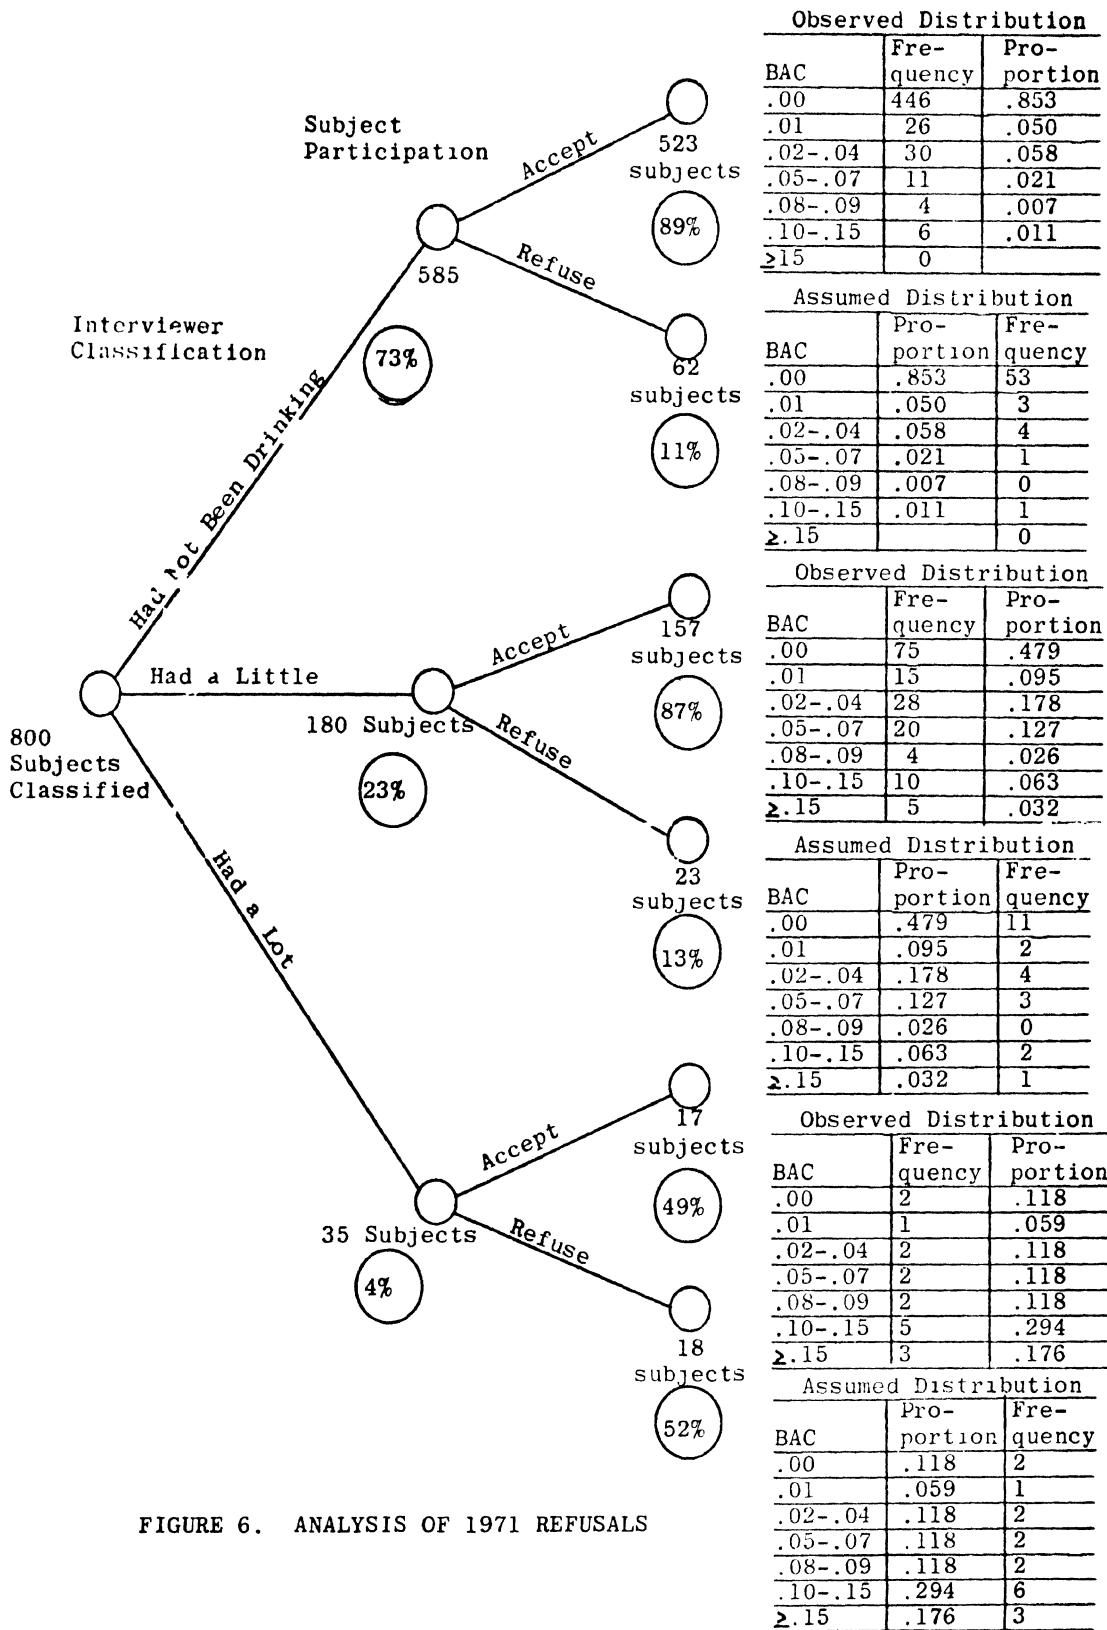 Subject
Participation
Interviewer
Classification
800
Subjects
Classified
Had Not Been Drinking
585
73%
Accept
523
subjects
89%
Refuse
62
subjects
11%
Had a Little
180 Subjects
23%
Accept
157
subjects
87%
Refuse
23
subjects
13%
Had a Lot
35 Subjects
4%
Accept
17
subjects
49%
Refuse
18
subjects
52%
Observed Distribution
BAC Fre-quency Pro-portion
.00 446 .853
.01 26 .050
.02-.04 30 .058
.05-.07 11 .021
.08-.09 4 .007
.10-.15 6 .011
≥15 0
Assumed Distribution
BAC Pro-portion Fre-quency
.00 .853 53
.01 .050 3
.02-.04 .058 4
.05-.07 .021 1
.08-.09 .007 0
.10-.15 .011 1
≥.15 0
Observed Distribution
BAC Fre-quency Pro-portion
.00 75 .479
.01 15 .095
.02-.04 28 .178
.05-.07 20 .127
.08-.09 4 .026
.10-.15 10 .063
≥.15 5 .032
Assumed Distribution
BAC Pro-portion Fre-quency
.00 .479 11
.01 .095 2
.02-.04 .178 4
.05-.07 .127 3
.08-.09 .026 0
.10-.15 .063 2
≥.15 .032 1
Observed Distribution
BAC Fre-quency Pro-portion
.00 2 .118
.01 1 .059
.02-.04 2 .118
.05-.07 2 .118
.08-.09 2 .118
.10-.15 5 .294
≥.15 3 .176
Assumed Distribution
BAC Pro-portion Fre-quency
.00 .118 2
.01 .059 1
.02-.04 .118 2
.05-.07 .118 2
.08-.09 .118 2
.10-.15 .294 6
≥.15 .176 3
FIGURE 6. ANALYSIS OF 1971 REFUSALS